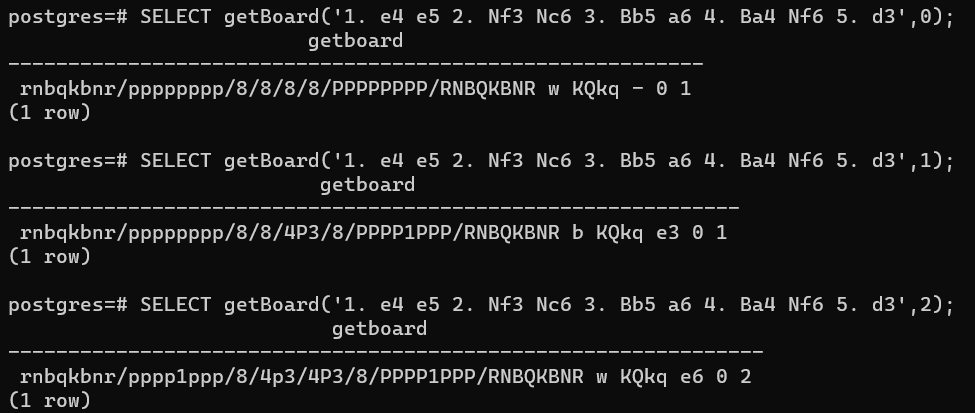 postgres=# SELECT getBoard('1. e4 e5 2. Nf3 Nc6 3. Bb5 a6 4. Ba4 Nf6 5. d3',0);
getboard
----------------------------------------------------------
rnbqkbnr/pppppppp/8/8/8/8/PPPPPPPP/RNBQKBNR w KQkq - 0 1
(1 row)
postgres=# SELECT getBoard('1. e4 e5 2. Nf3 Nc6 3. Bb5 a6 4. Ba4 Nf6 5. d3',1);
getboard
-------------------------------------------------------------
rnbqkbnr/pppppppp/8/8/4P3/8/PPPP1PPP/RNBQKBNR b KQkq e3 0 1
(1 row)
postgres=# SELECT getBoard('1. e4 e5 2. Nf3 Nc6 3. Bb5 a6 4. Ba4 Nf6 5. d3',2);
getboard
---------------------------------------------------------------
rnbqkbnr/pppp1ppp/8/4p3/4P3/8/PPPP1PPP/RNBQKBNR w KQkq e6 0 2
(1 row)